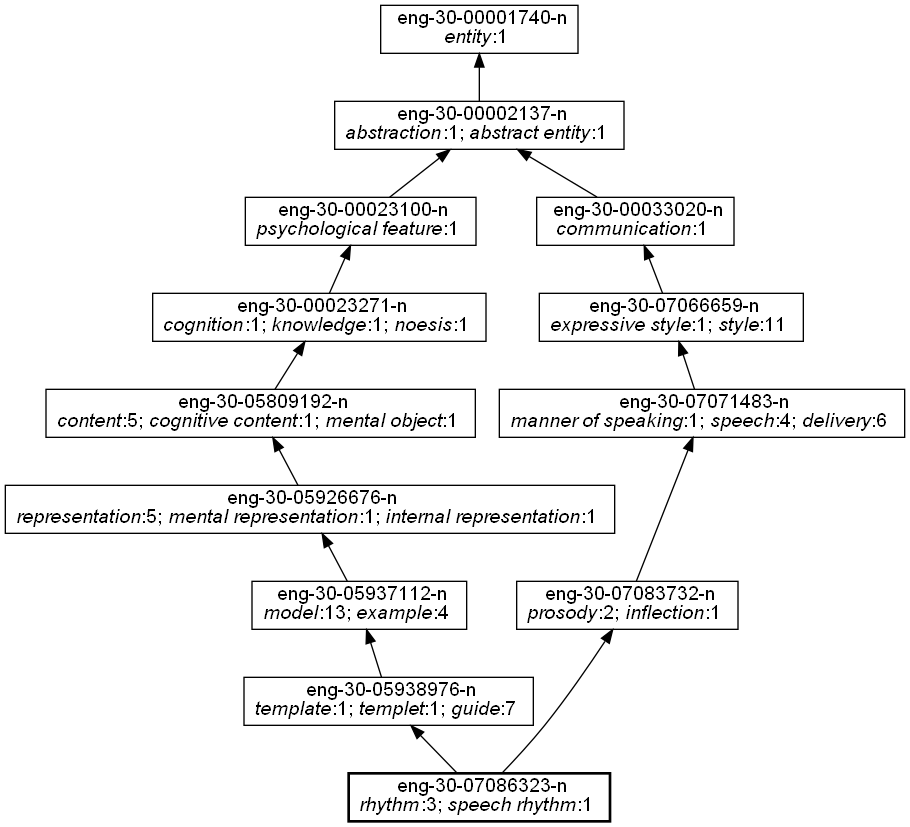 eng-30-00001740-n
entity:1
eng-30-00002137-n
abstraction:1; abstract entity:1
eng-30-00023100-n
psychological feature:1
eng-30-00033020-n
communication:1
eng-30-00023271-n
cognition:1; knowledge:1; noesis:1
eng-30-07066659-n
expressive style:1; style:11
eng-30-05809192-n
content:5; cognitive content:1; mental object:1
eng-30-07071483-n
manner of speaking:1; speech:4; delivery:6
eng-30-05926676-n
representation:5; mental representation:1; internal representation:1
eng-30-05937112-n
model:13; example:4
eng-30-07083732-n
prosody:2; inflection:1
eng-30-05938976-n
template:1; templet:1; guide:7
eng-30-07086323-n
rhythm:3; speech rhythm:1